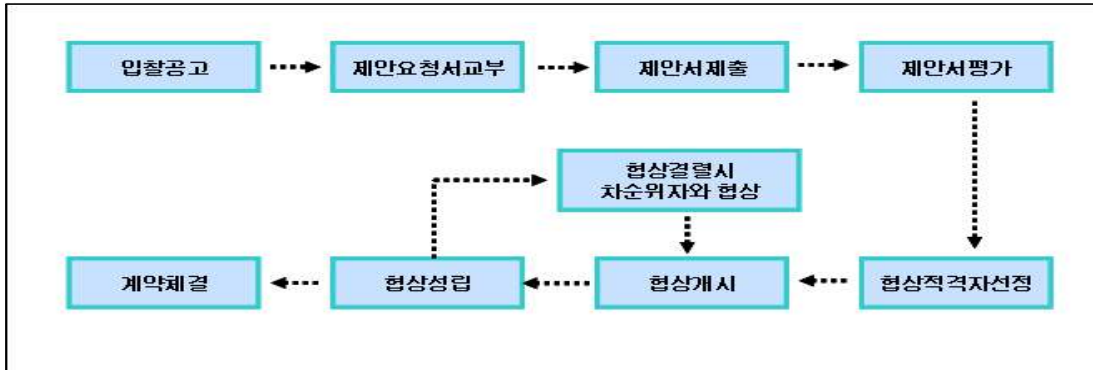 입찰공고
제안요청서교부
제안서제출
제안서평가
협상결렬시
차순위자와 협상
계약체결
협상성립
협상개시
협상적격자선정